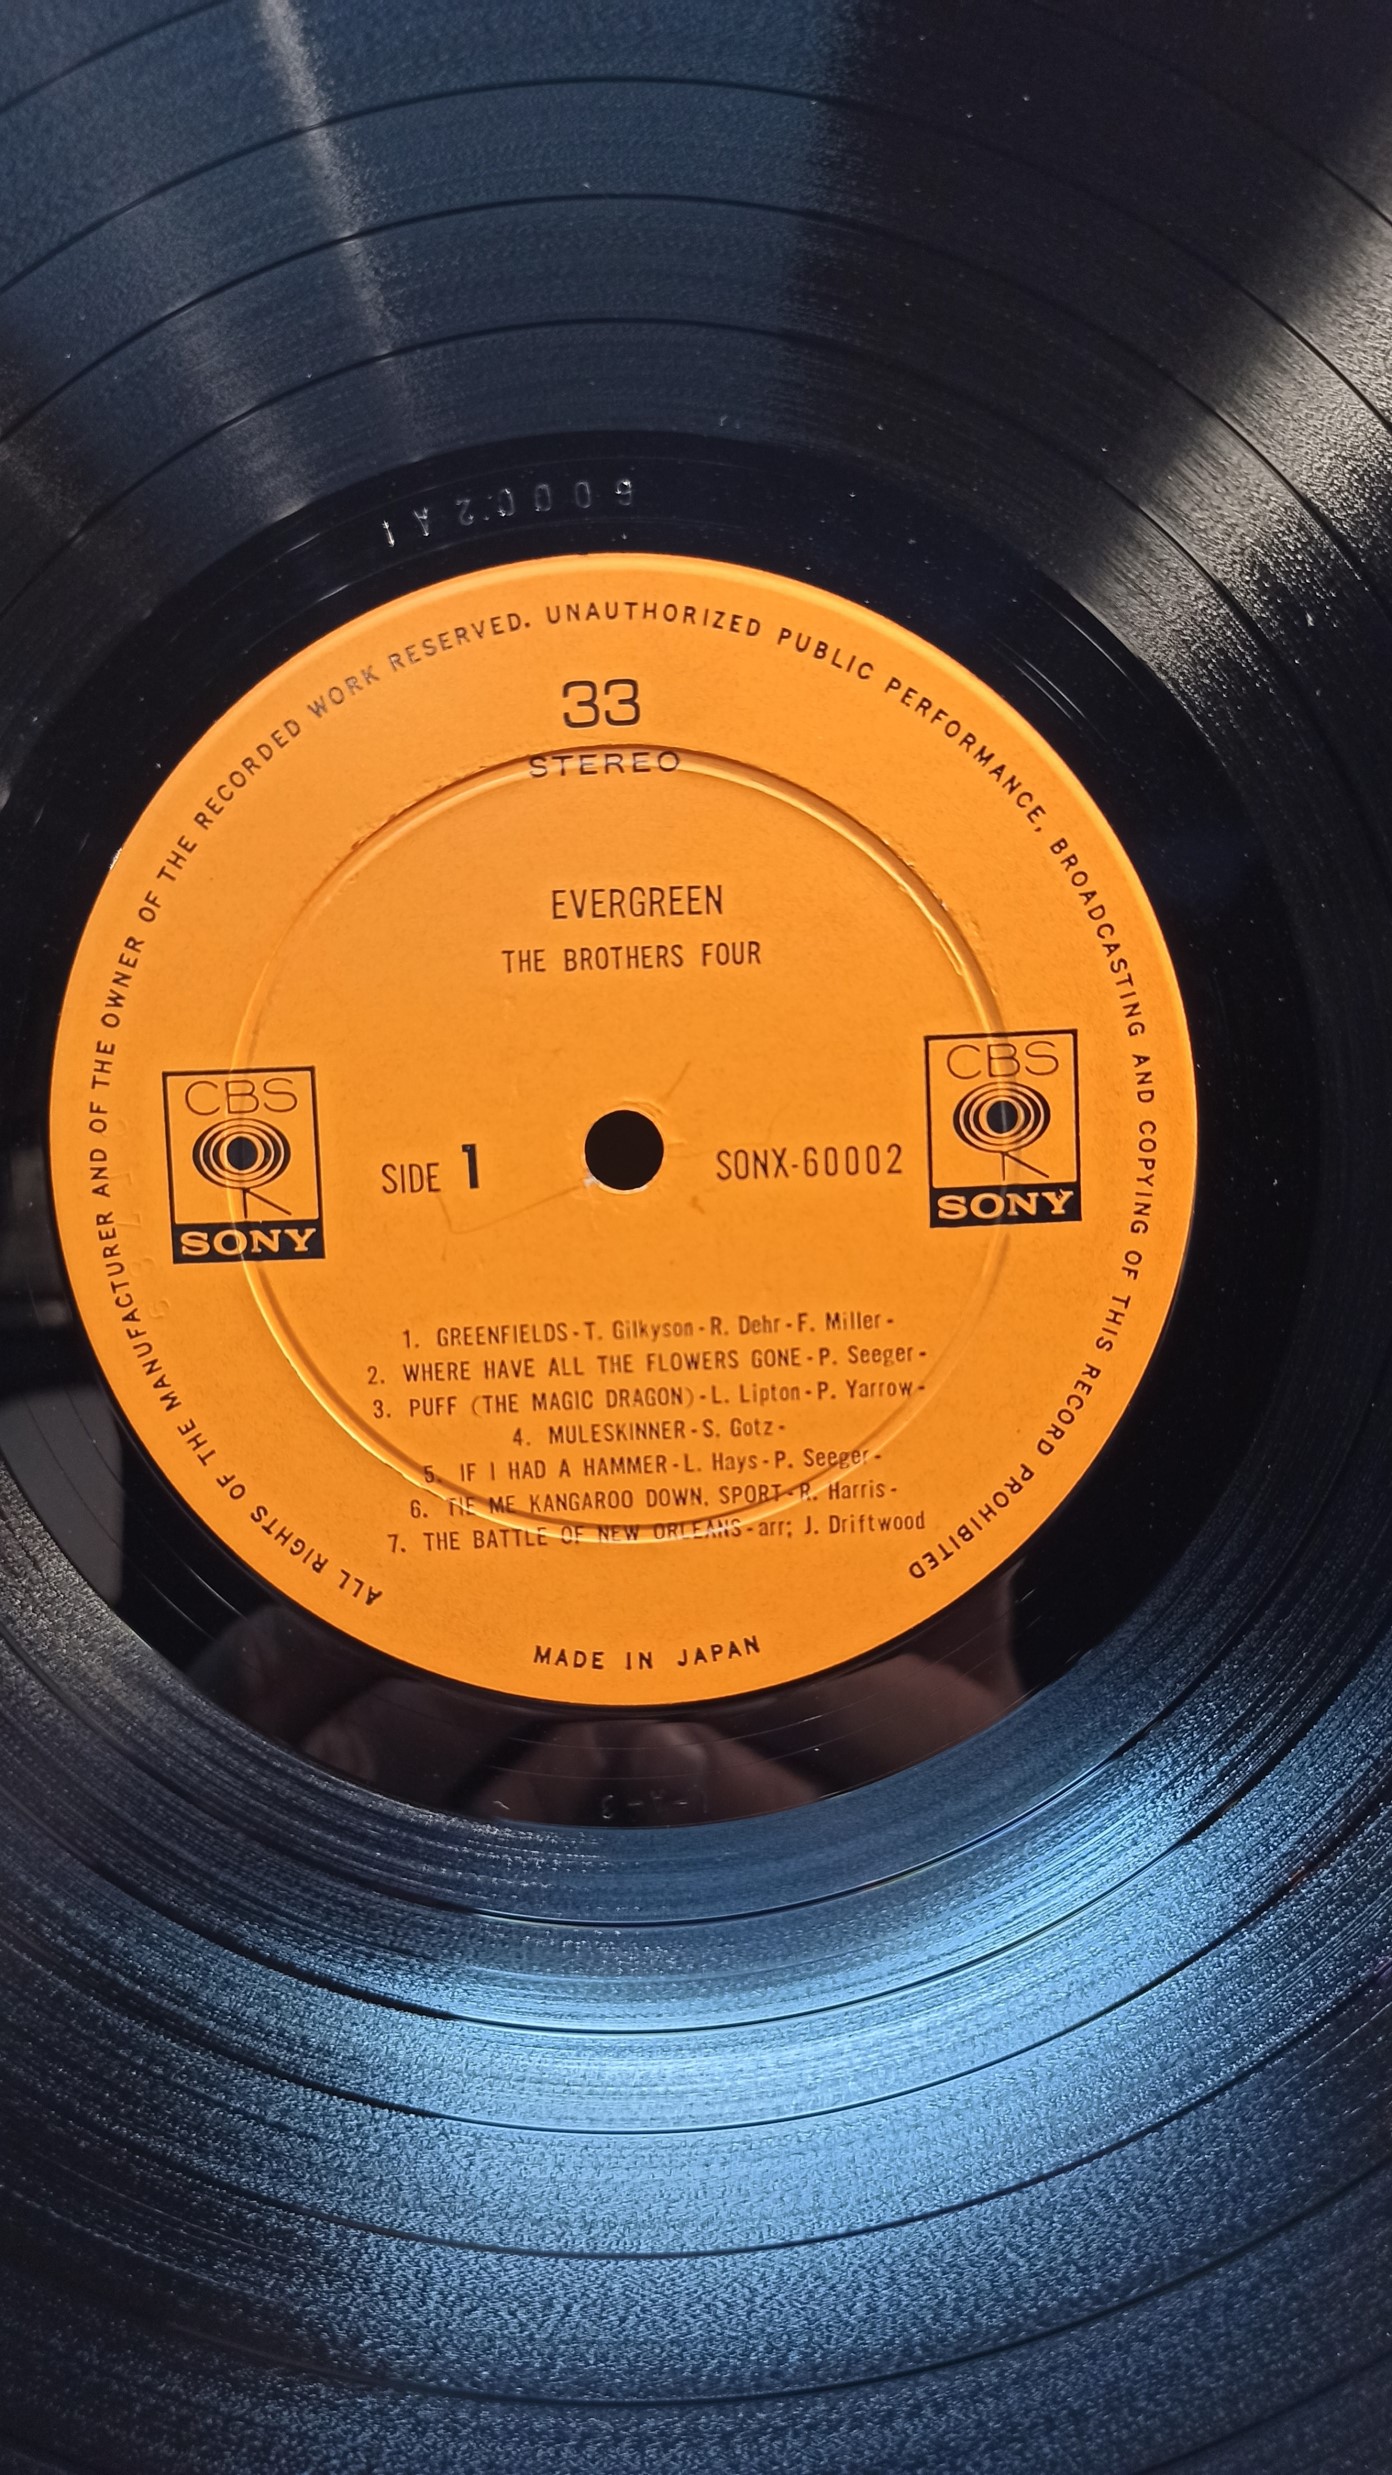 60002 A 1
ALL RIGHTS OF THE MANUFACTURER AND OF THE OWNER OF THE RECORDED WORK RESERVED. UNAUTHORIZED PUBLIC PERFORMANCE, BROADCASTING AND COPYING OF THIS RECORD PROHIBITED
33
STEREO
EVERGREEN
THE BROTHERS FOUR
CBS
SONY
SIDE 1
SONX-60002
CBS
SONY
1. GREENFIELDS-T. Gilkyson-R. Dehr-F. Miller-
2. WHERE HAVE ALL THE FLOWERS GONE-P. Seeger-
3. PUFF (THE MAGIC DRAGON)-L. Lipton-P. Yarrow-
4. MULESKINNER-S. Gotz-
5. IF I HAD A HAMMER-L. Hays-P. Seeger-
6. TIE ME KANGAROO DOWN, SPORT-R. Harris-
7. THE BATTLE OF NEW ORLEANS-arr; J. Driftwood
MADE IN JAPAN